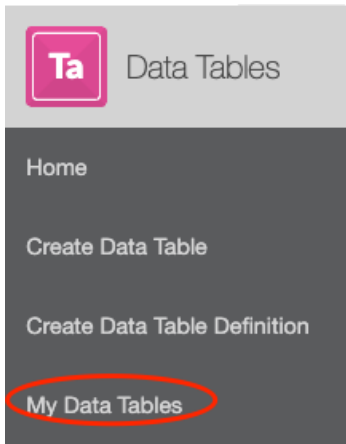 Ta Data Tables
Home
Create Data Table
Create Data Table Definition
My Data Tables